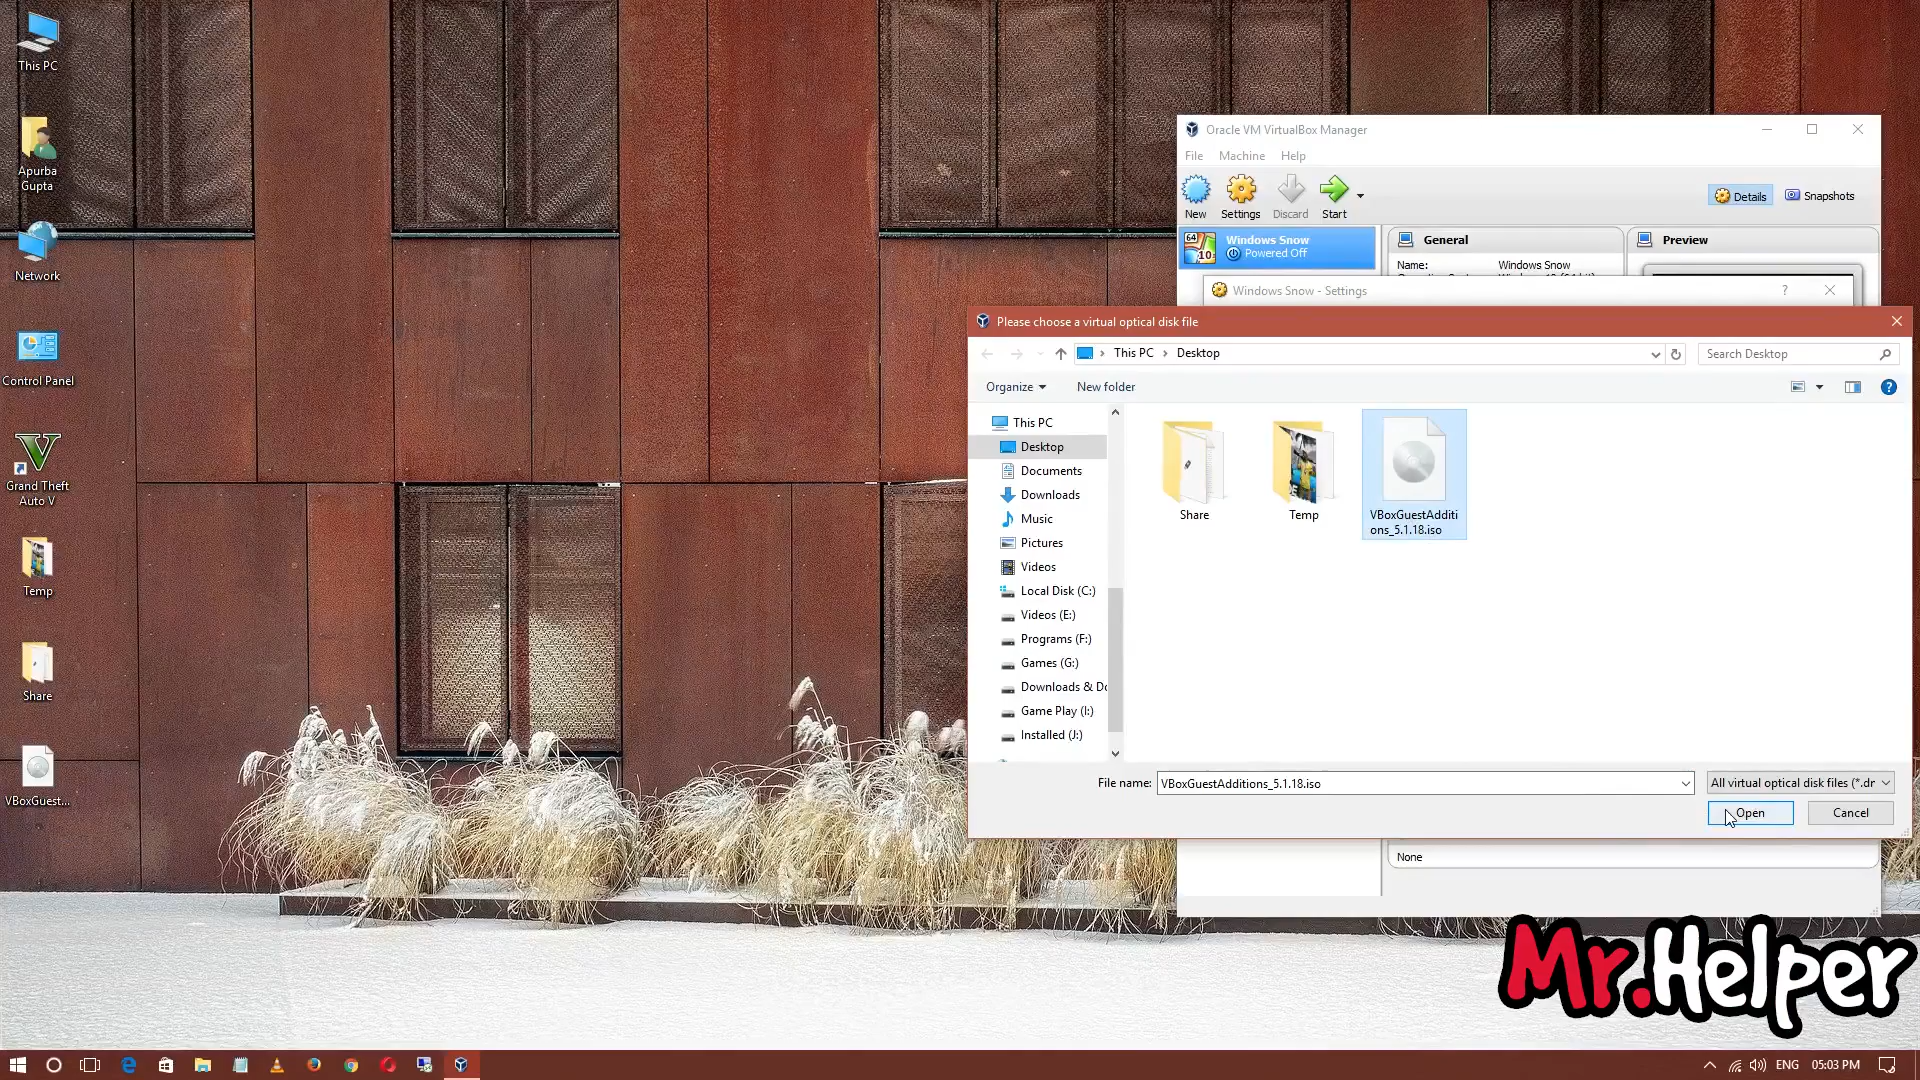 This PC
Apurba
Gupta
Network
Control Panel
Grand Theft
Auto V
Temp
Share
VBoxGuest...
Oracle VM VirtualBox Manager
File Machine Help
New Settings Discard Start
Details Snapshots
64
10
Windows Snow
Powered Off
General
Preview
Name: Windows Snow
Windows Snow - Settings
?
Please choose a virtual optical disk file
This PC > Desktop
Search Desktop
Organize
New folder
This PC
Desktop
Documents
Downloads
Music
Pictures
Videos
Local Disk (C:)
Videos (E:)
Programs (F:)
Games (G:)
Downloads & Dc
Game Play (I:)
Installed (J:)
Share
Temp
VBoxGuestAdditi
ons_5.1.18.iso
File name: VBoxGuestAdditions_5.1.18.iso
All virtual optical disk files (*.dr
Open
Cancel
None
Mr.Helper
ENG 05:03 PM